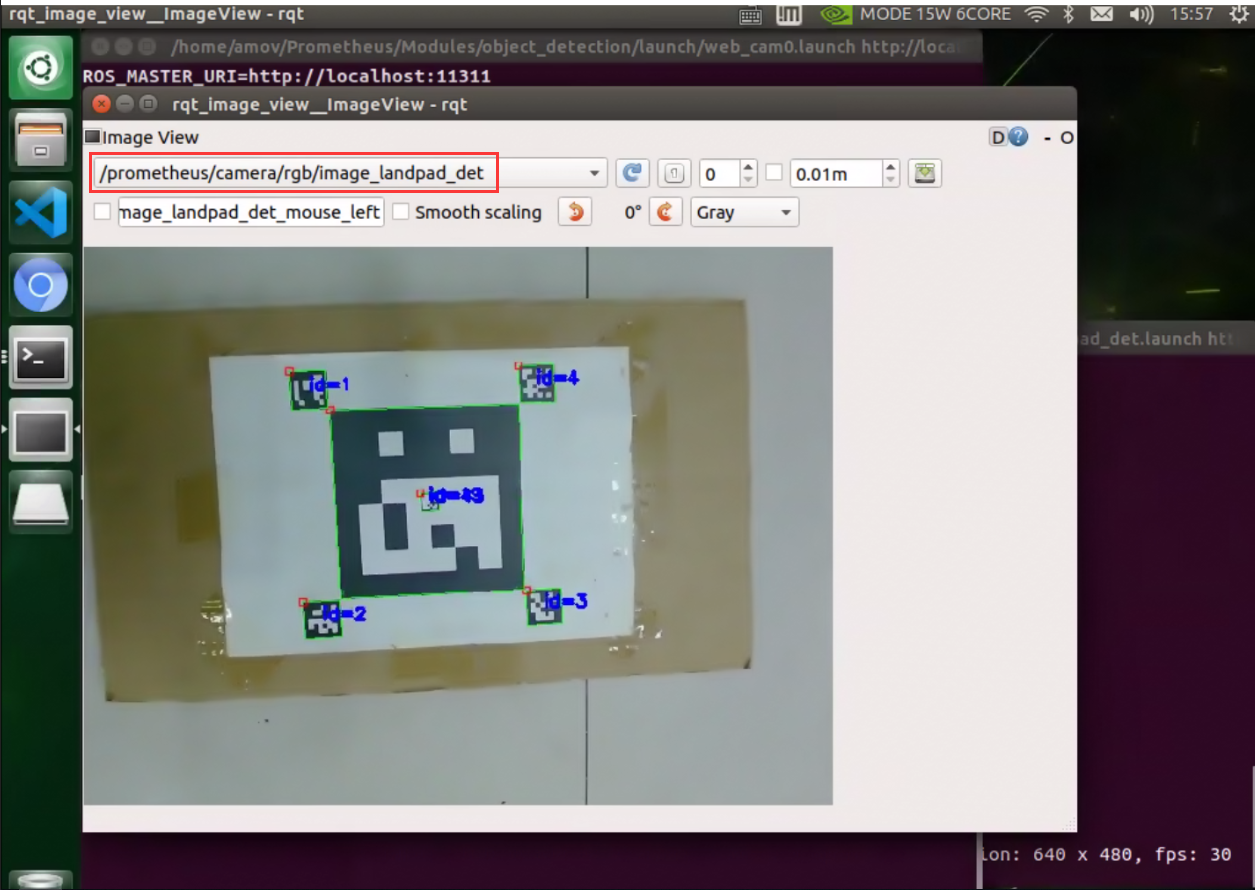 rqt_image_view__ImageView - rqt
MODE 15W 6CORE
15:57
/home/amov/Prometheus/Modules/object_detection/launch/web_cam0.launch http://loca
ROS_MASTER_URI=http://localhost:11311
rqt_image_view__ImageView - rqt
Image View
D
- O
/prometheus/camera/rgb/image_landpad_det
0
0.01m
mage_landpad_det_mouse_left
Smooth scaling
0°
Gray
ad_det.launch htt
id=1
id=4
id=2
id=3
ion: 640 x 480, fps: 30